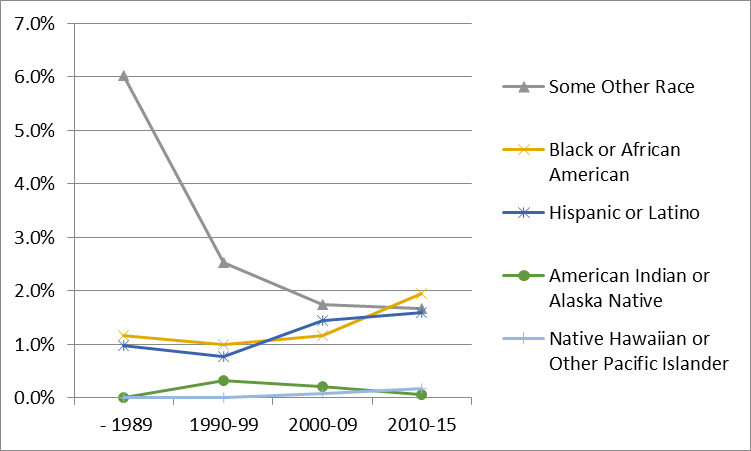 7.0%
6.0%
5.0%
4.0%
3.0%
2.0%
1.0%
0.0%
- 1989
1990-99
2000-09
2010-15
Some Other Race
Black or African
American
Hispanic or Latino
American Indian or
Alaska Native
Native Hawaiian or
Other Pacific Islander